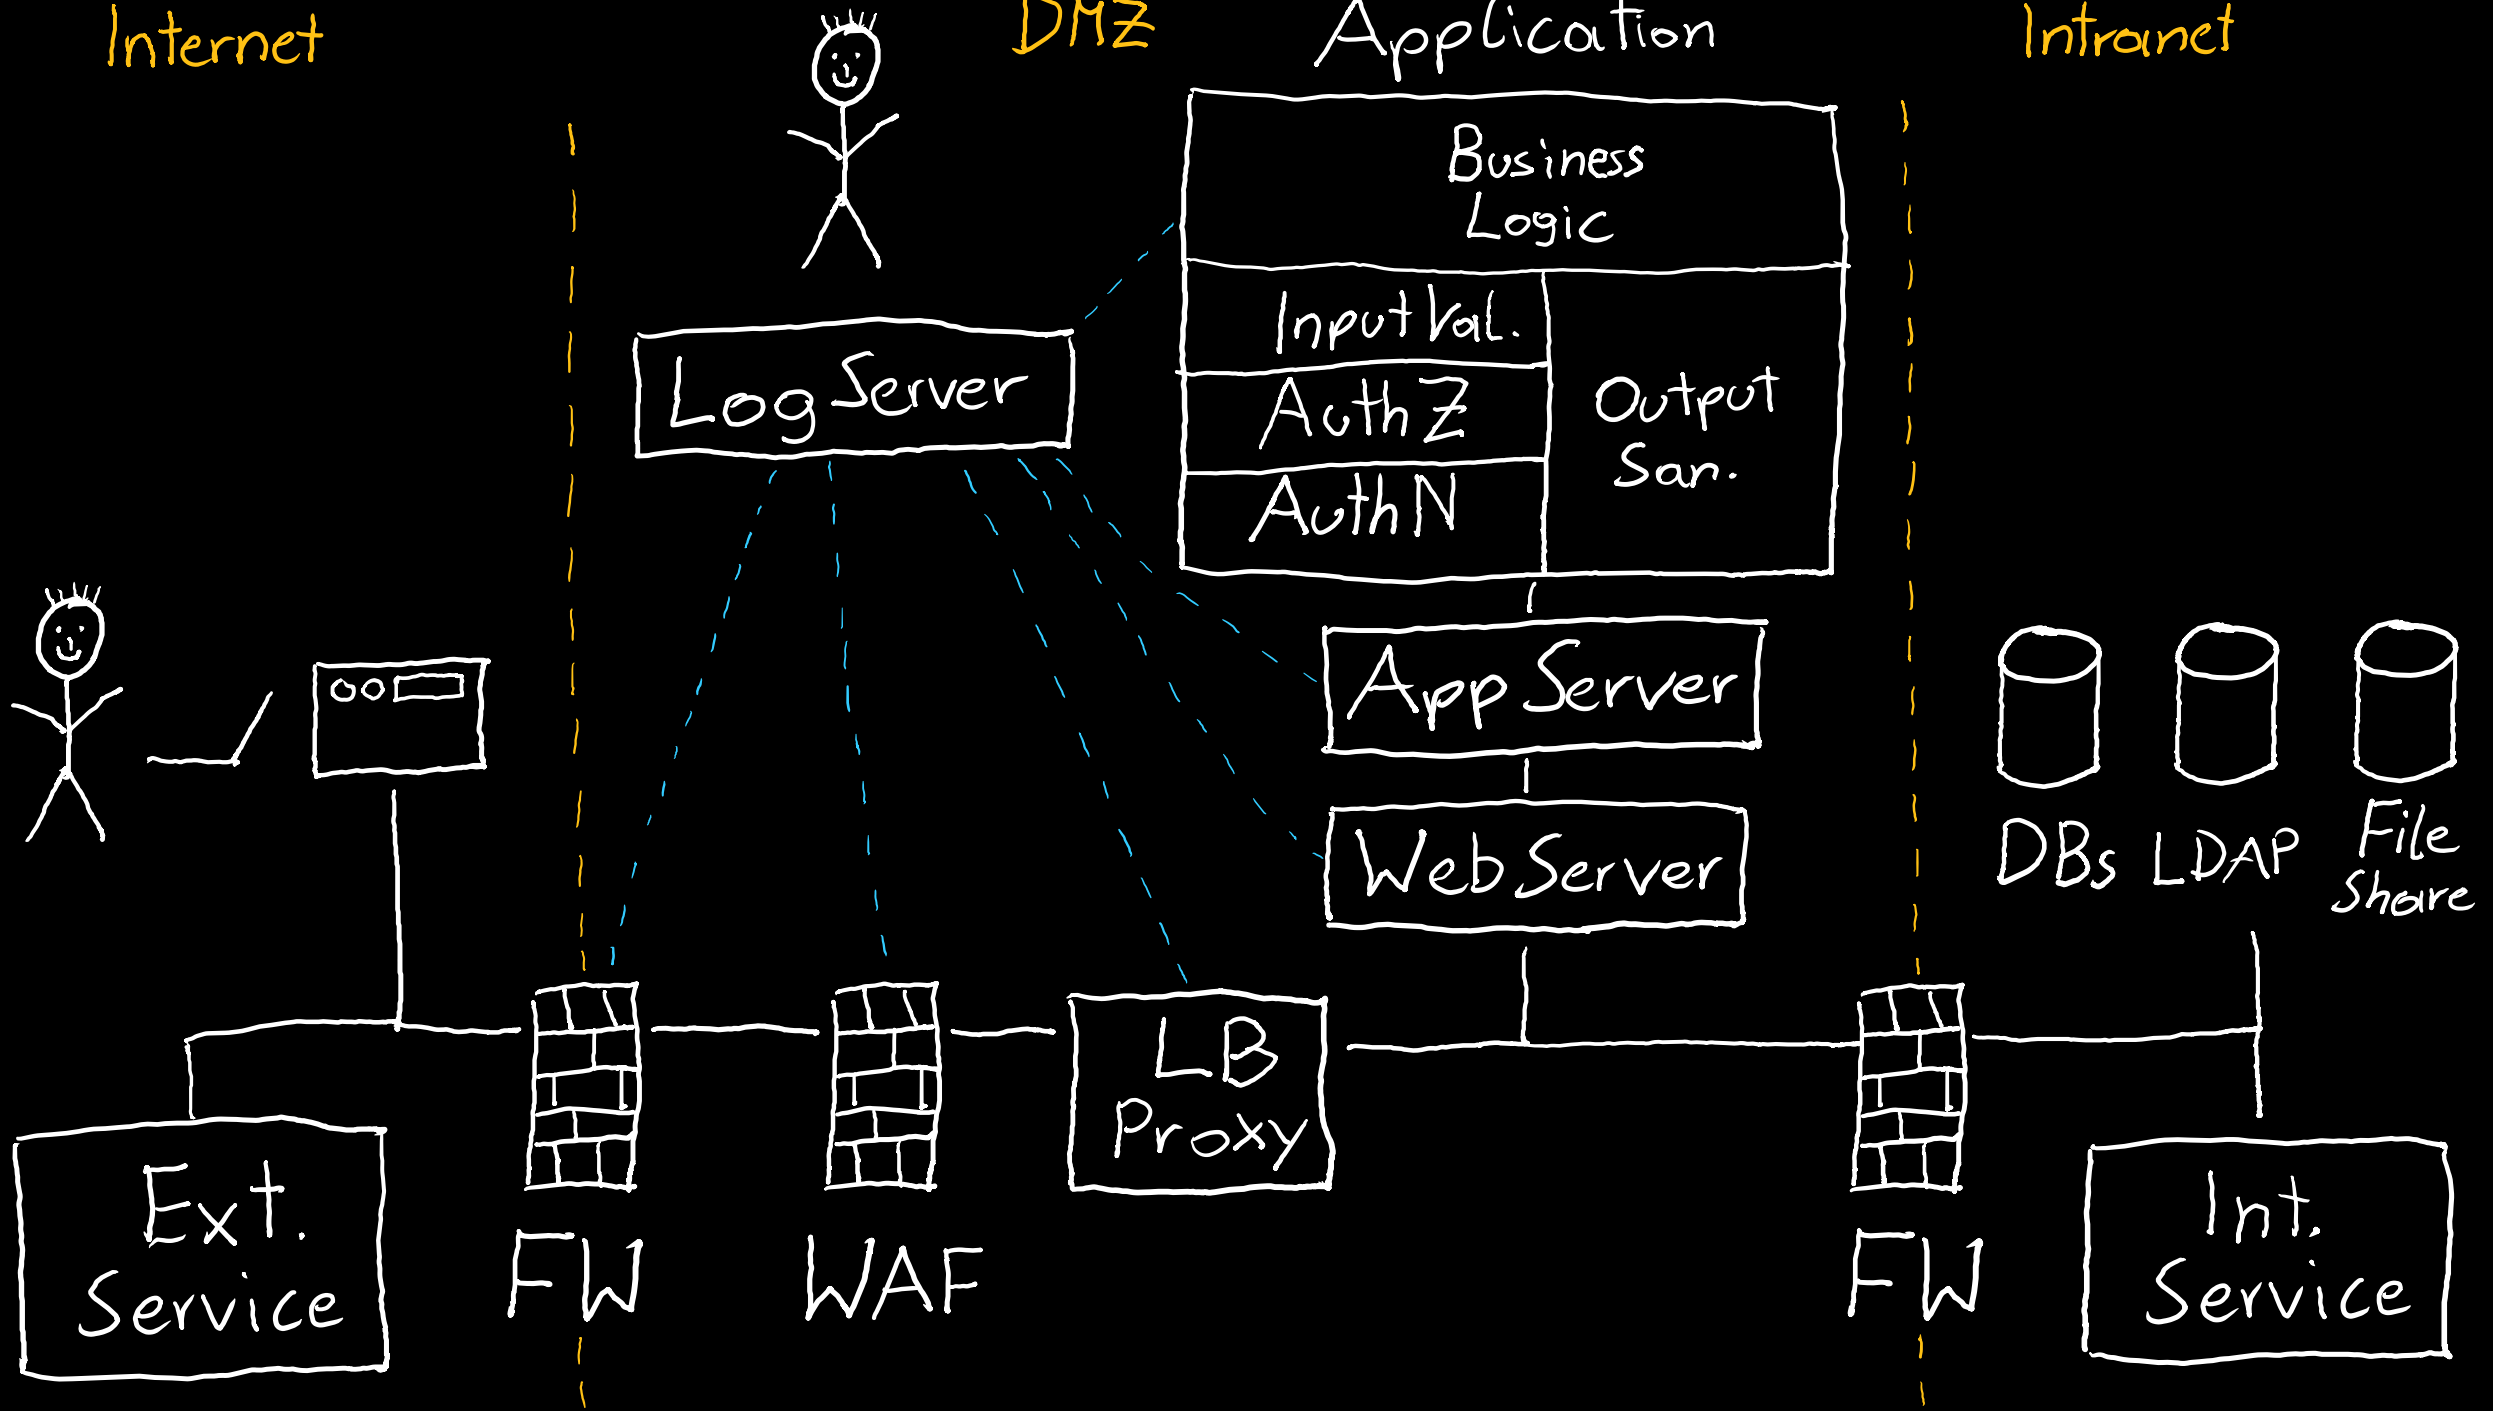 Internet
DMZ
Application
Intranet
Business
Logic
Input Val.
AuthZ
AuthN
Output
San.
Log Server
App Server
Web Server
DBs
LDAP
File
Share
LB
Proxy
Ext.
Service
FW
WAF
FW
Int.
Service